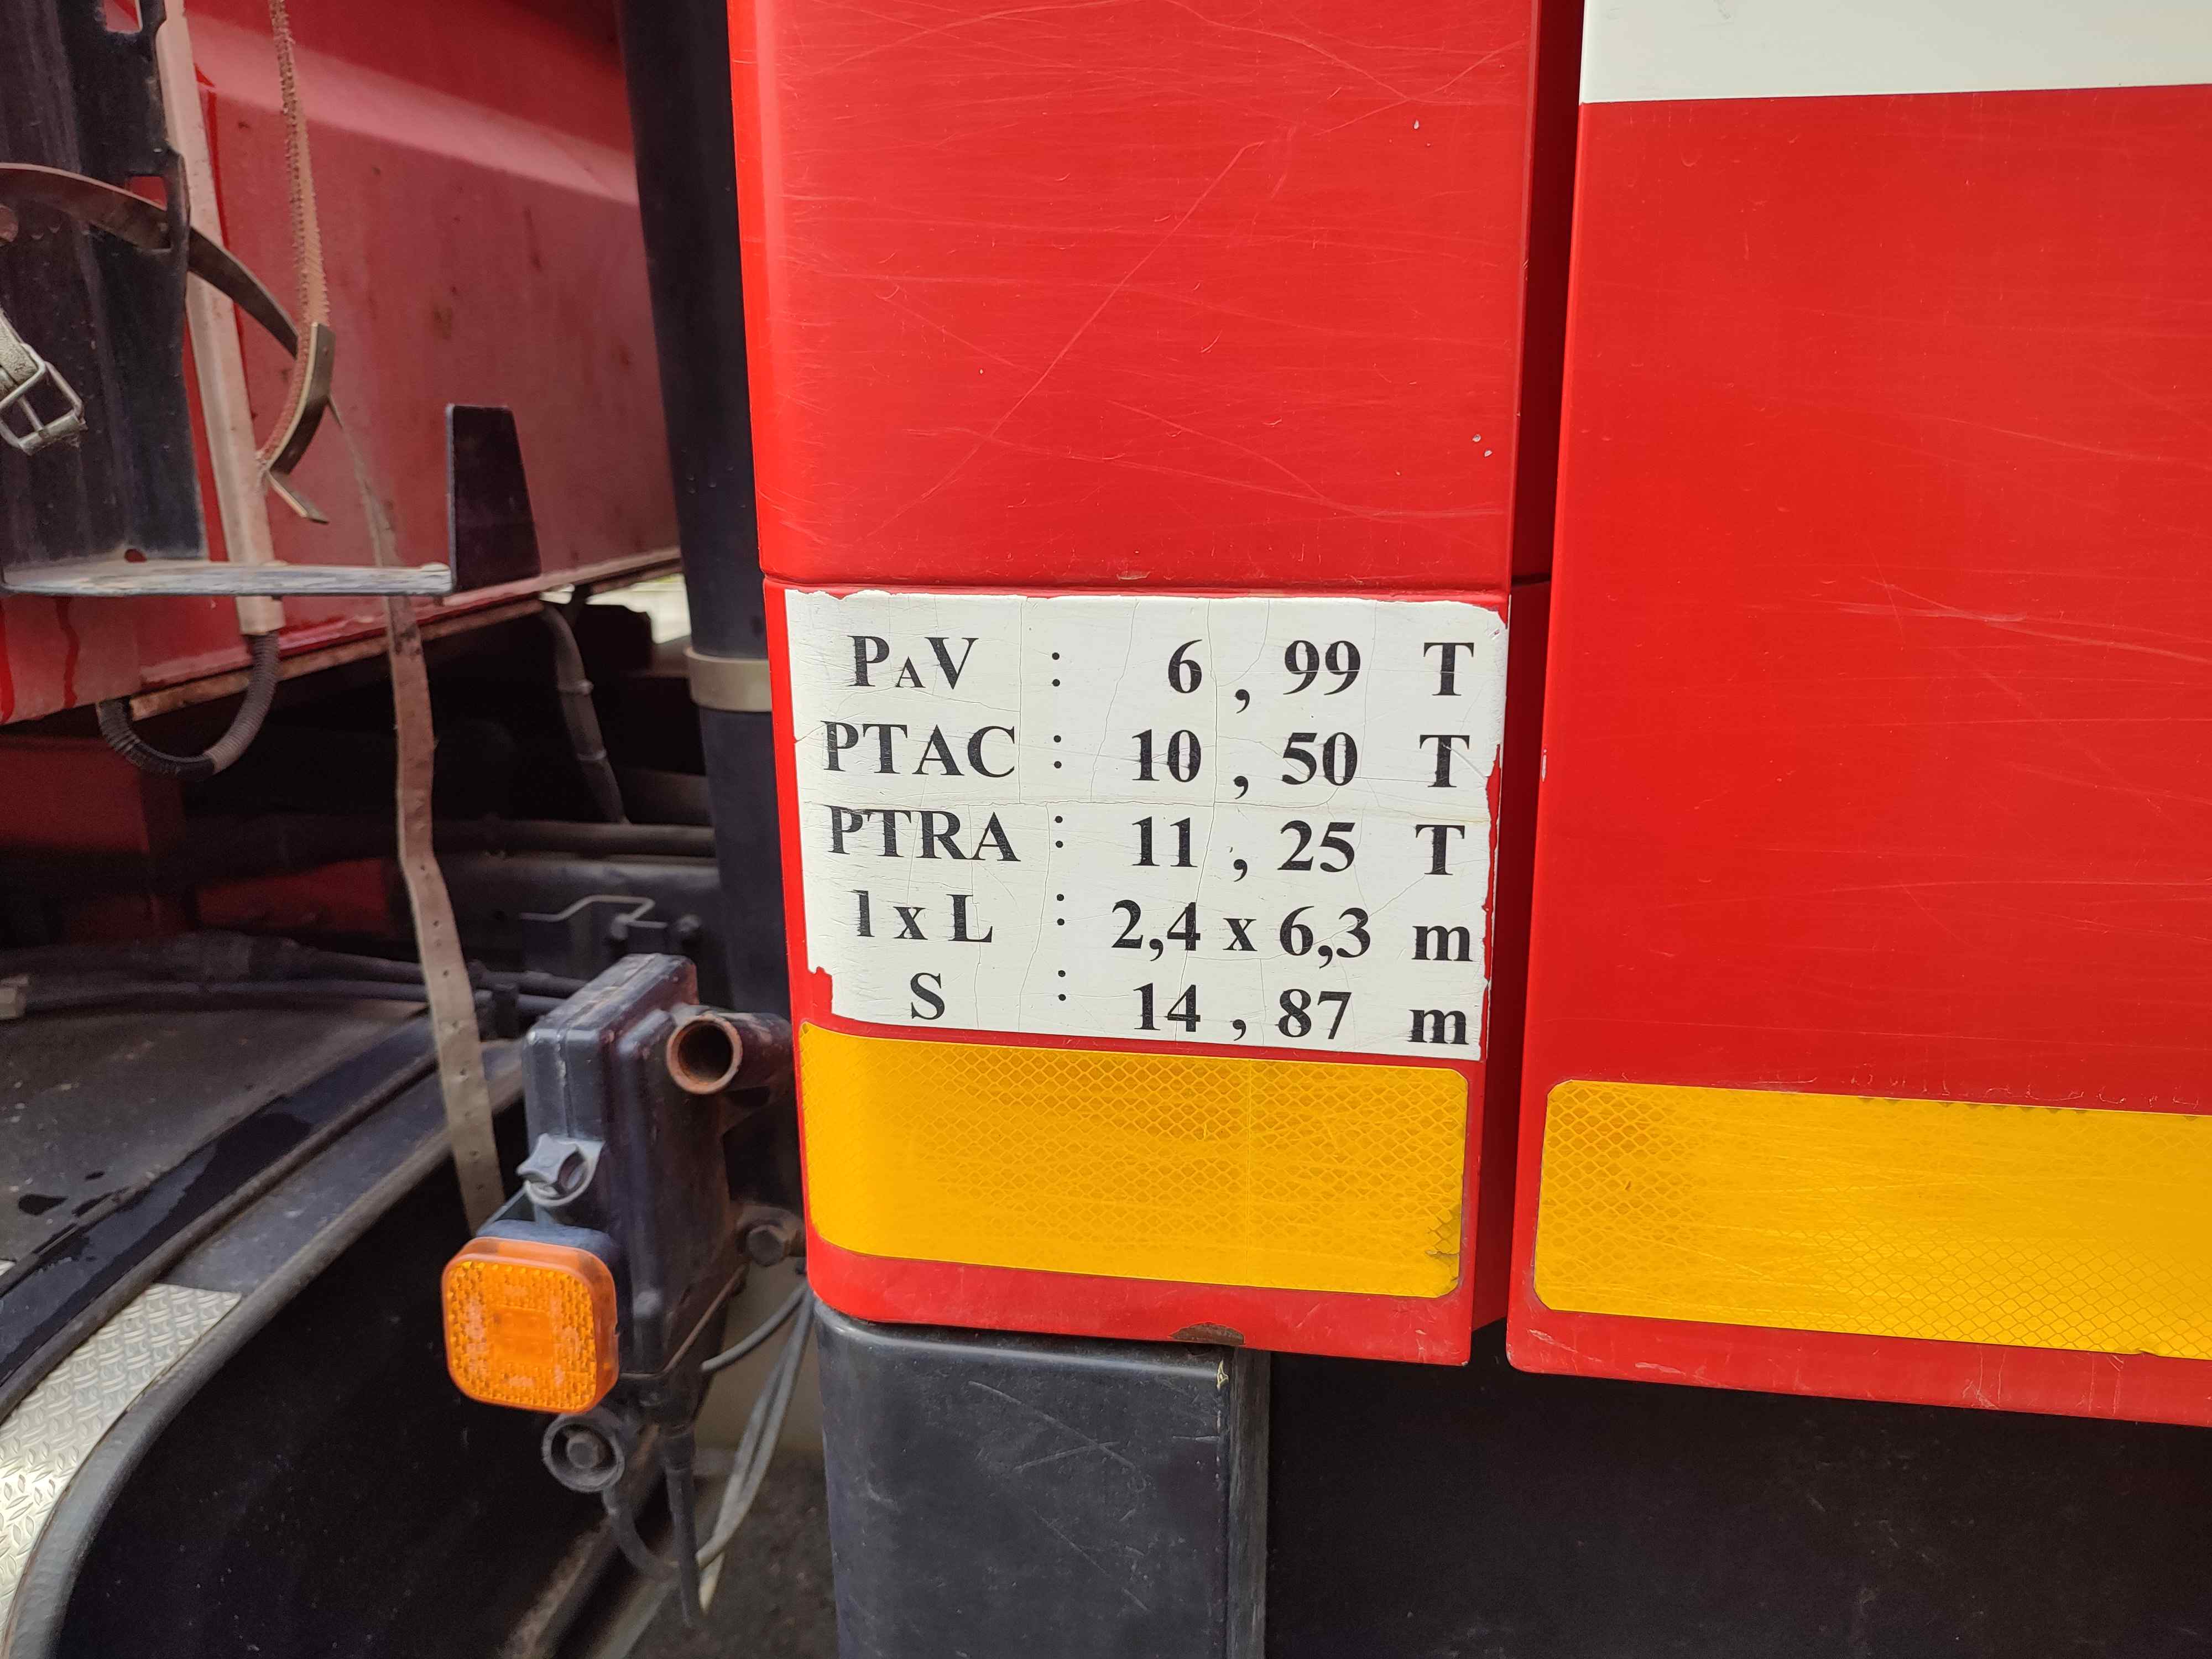 PAV : 6 , 99 T
PTAC : 10 , 50 T
PTRA : 11 , 25 T
l x L : 2,4 x 6,3 m
S : 14 , 87 m